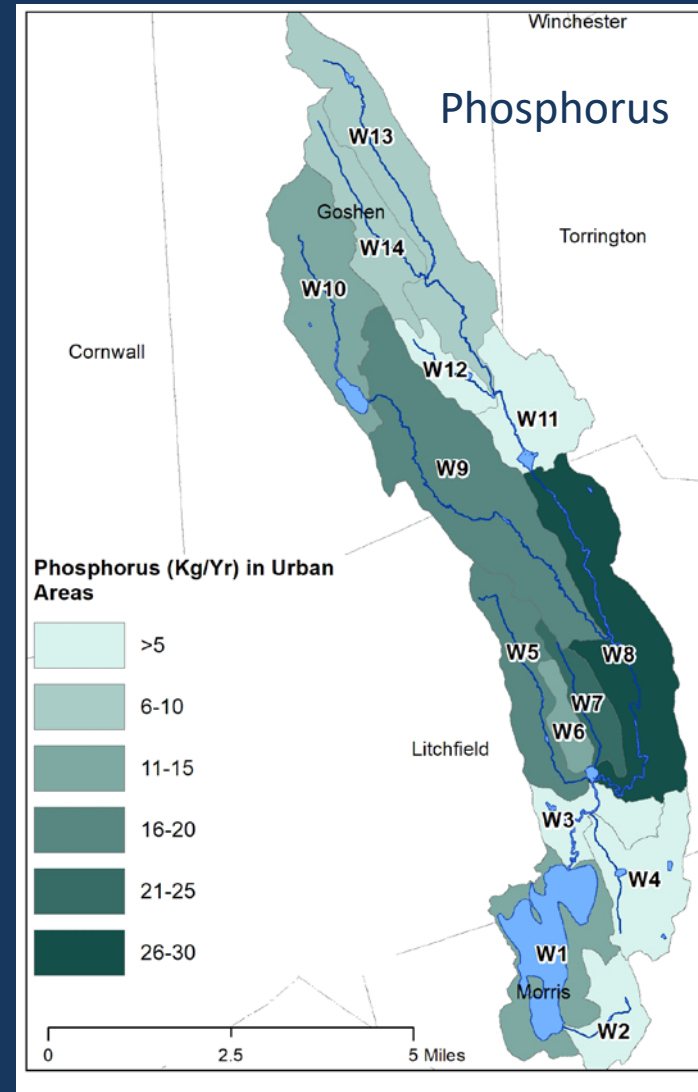 Winchester
Phosphorus
W13
Goshen
Torrington
W14
W10
Cornwall
W12
W11
W9
Phosphorus (Kg/Yr) in Urban
Areas
>5
6-10
11-15
16-20
21-25
26-30
W5
W8
W7
W6
Litchfield
W3
W4
W1
Morris
W2
0 2.5 5 Miles